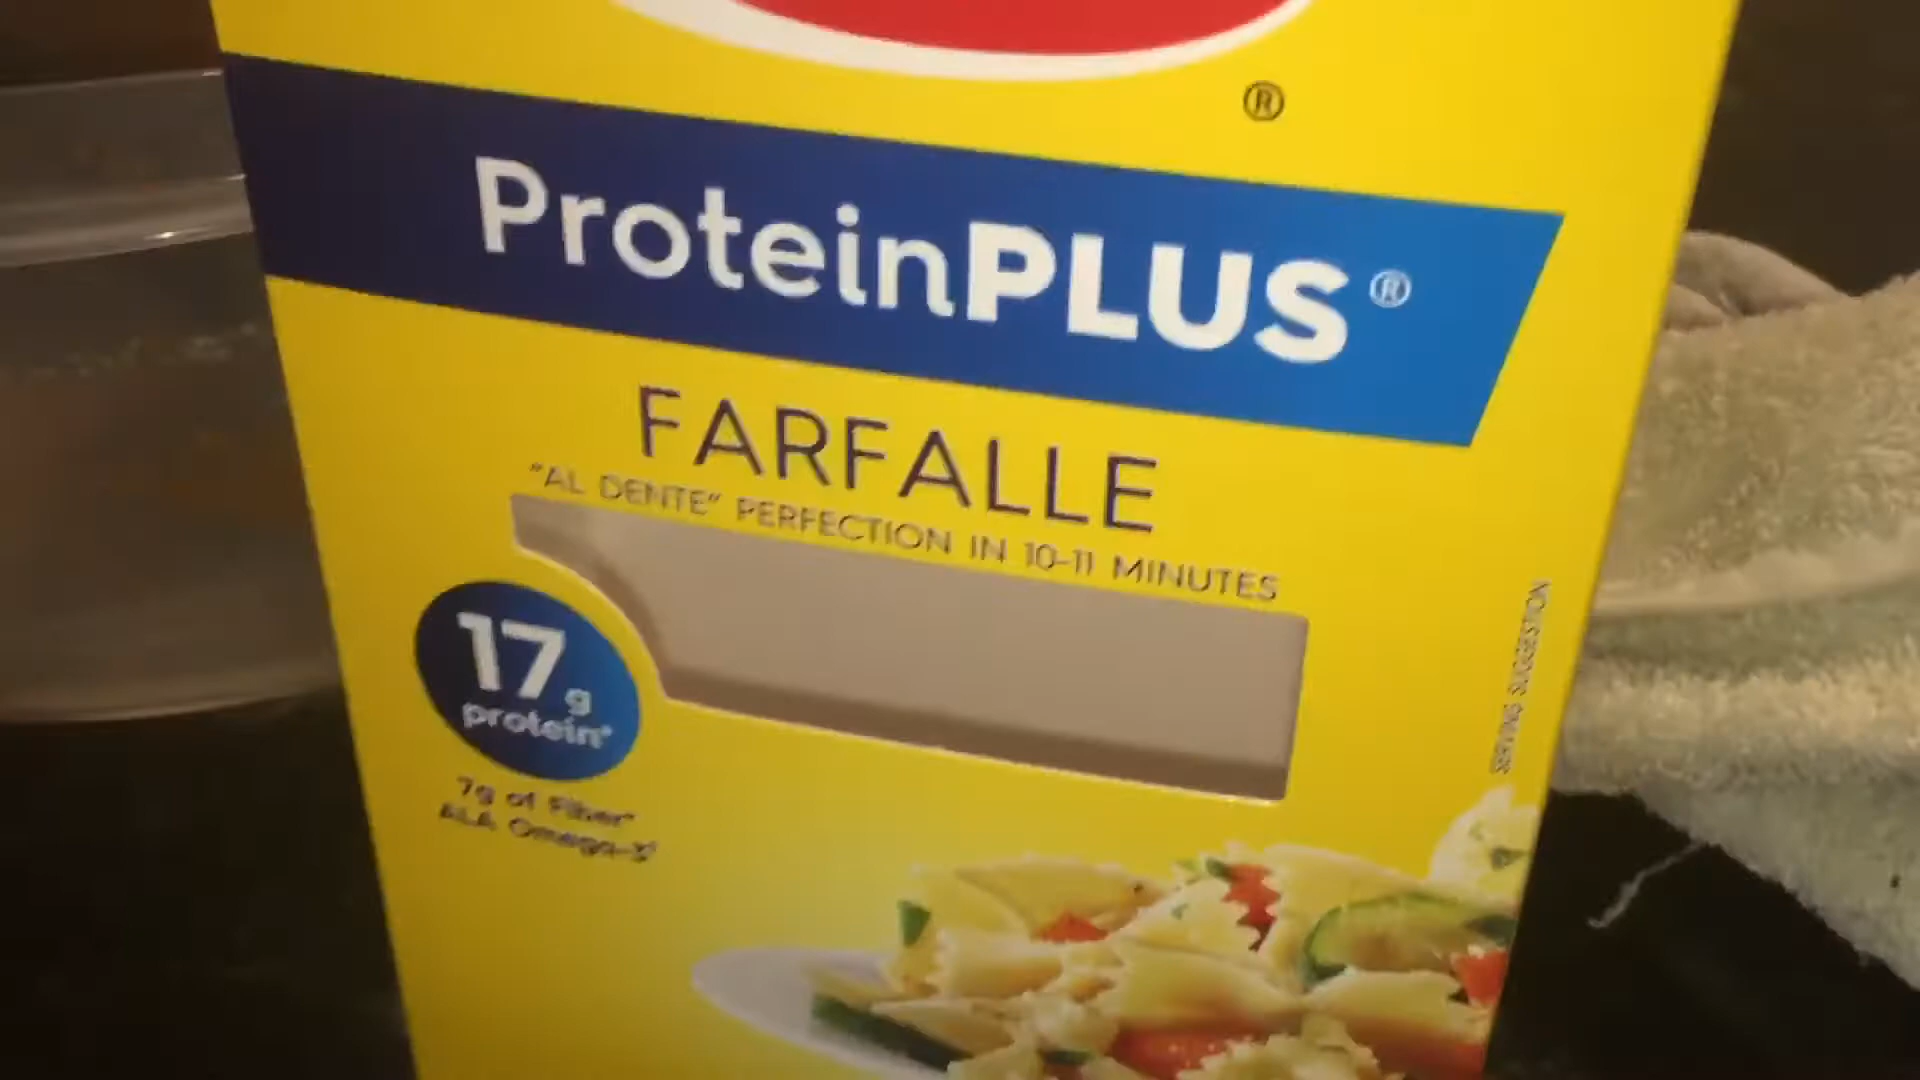 ®
ProteinPLUS®
FARFALLE
"AL DENTE" PERFECTION IN 10-11 MINUTES
17g
protein*
7g of Fiber*
ALA Omega-3†
SERVING SUGGESTION